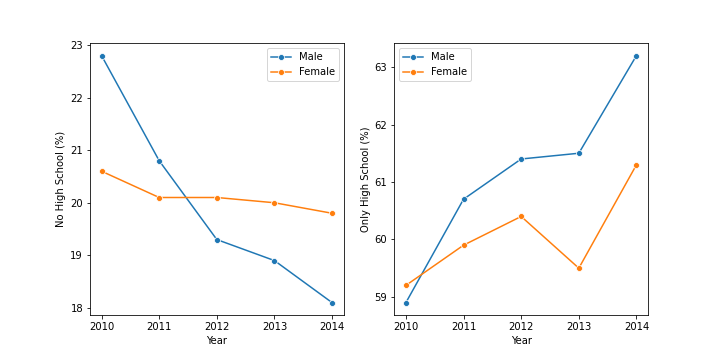 No High School (%)
23
22
21
20
19
18
Male
Female
2010 2011 2012 2013 2014
Year
Only High School (%)
63
62
61
60
59
Male
Female
2010 2011 2012 2013 2014
Year